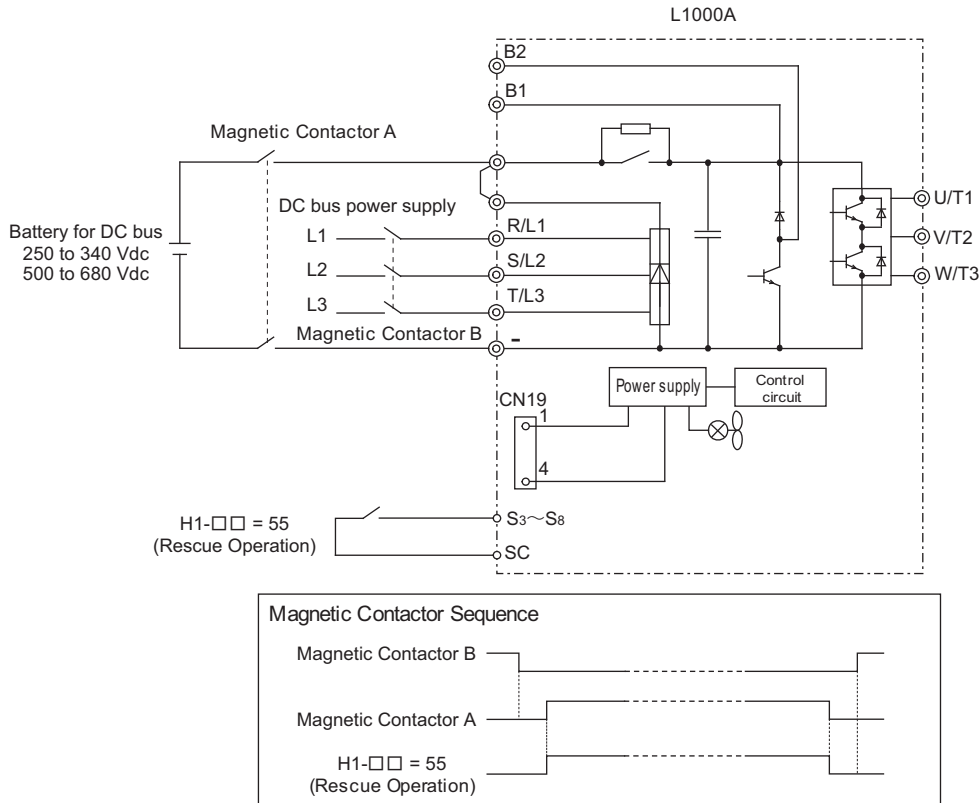 L1000A
B2
B1
Magnetic Contactor A
DC bus power supply
Battery for DC bus
250 to 340 Vdc
500 to 680 Vdc
L1
R/L1
L2
S/L2
L3
T/L3
Magnetic Contactor B
-
U/T1
V/T2
W/T3
Power supply
Control
circuit
CN19
1
4
H1-□□ = 55
(Rescue Operation)
S3～S8
SC
Magnetic Contactor Sequence
Magnetic Contactor B
Magnetic Contactor A
H1-□□ = 55
(Rescue Operation)